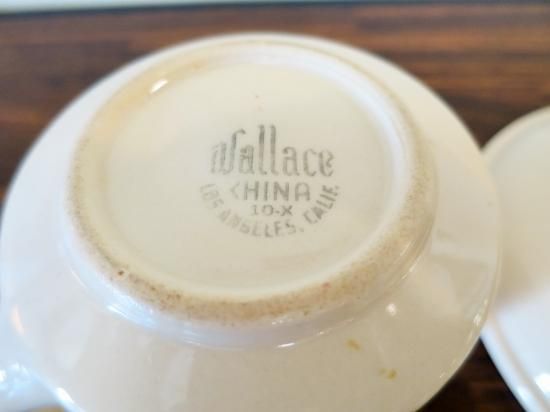 Wallace
CHINA
10-X
LOS ANGELES, CALIF.